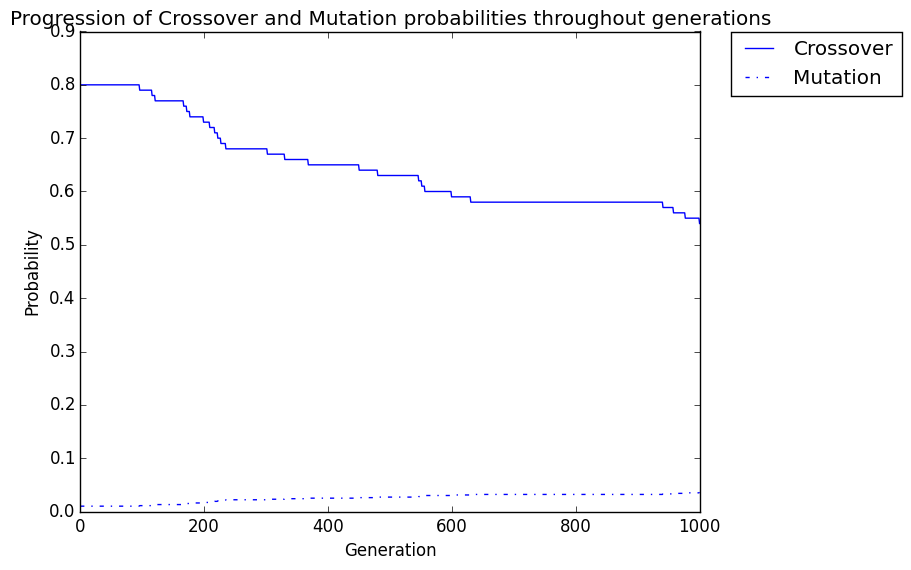 Progression of Crossover and Mutation probabilities throughout generations
0.9
0.8
0.7
0.6
0.5
0.4
0.3
0.2
0.1
0.0
Probability
0 200 400 600 800 1000
Generation
Crossover
Mutation